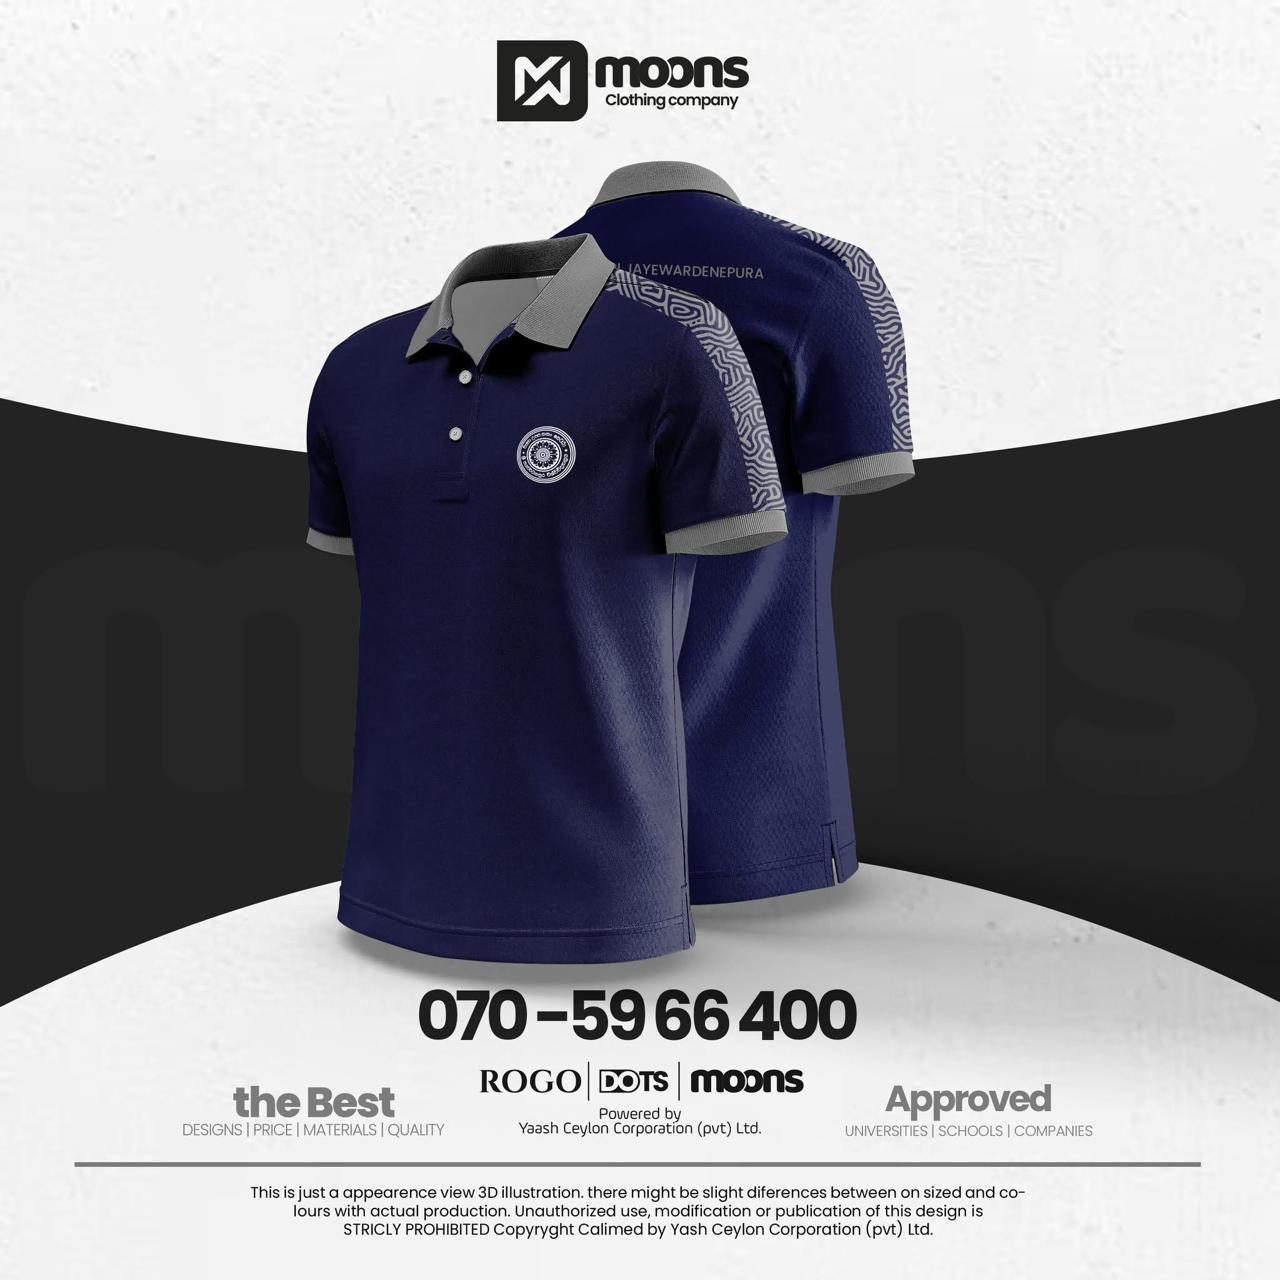 moons
Clothing company
JAYEWARDENEPURA
070-59 66 400
ROGO | DOTS | moons
the Best
DESIGNS | PRICE | MATERIALS | QUALITY
Powered by
Yaash Ceylon Corporation (pvt) Ltd.
Approved
UNIVERSITIES | SCHOOLS | COMPANIES
This is just a appearence view 3D illustration. there might be slight diferences between on sized and co-
lours with actual production. Unauthorized use, modification or publication of this design is
STRICLY PROHIBITED Copyryght Calimed by Yash Ceylon Corporation (pvt) Ltd.